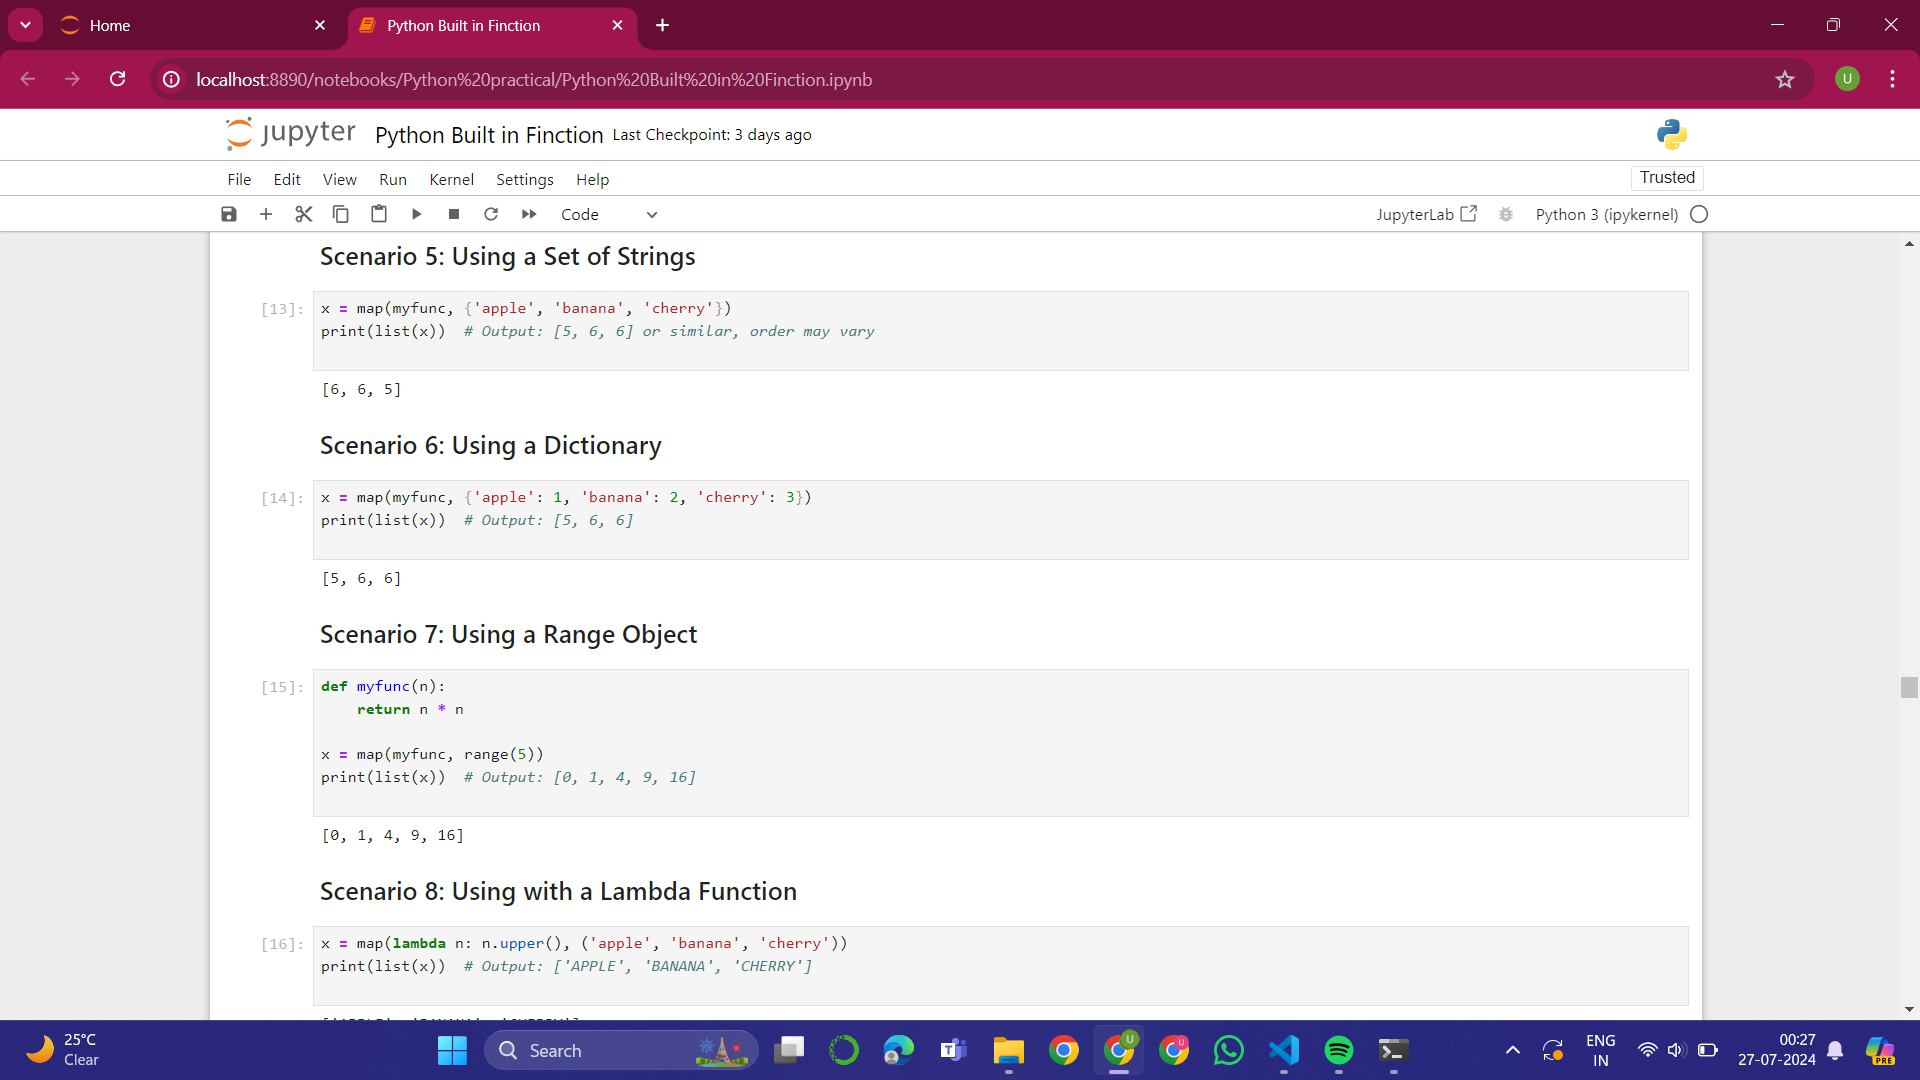 Home
Python Built in Finction
localhost:8890/notebooks/Python%20practical/Python%20Built%20in%20Finction.ipynb
U
jupyter Python Built in Finction Last Checkpoint: 3 days ago
File Edit View Run Kernel Settings Help
Trusted
Code
JupyterLab
Python 3 (ipykernel)
Scenario 5: Using a Set of Strings
[13]:
x = map(myfunc, {'apple', 'banana', 'cherry'})
print(list(x))  # Output: [5, 6, 6] or similar, order may vary
[6, 6, 5]
Scenario 6: Using a Dictionary
[14]:
x = map(myfunc, {'apple': 1, 'banana': 2, 'cherry': 3})
print(list(x))  # Output: [5, 6, 6]
[5, 6, 6]
Scenario 7: Using a Range Object
[15]:
def myfunc(n):
    return n * n
x = map(myfunc, range(5))
print(list(x))  # Output: [0, 1, 4, 9, 16]
[0, 1, 4, 9, 16]
Scenario 8: Using with a Lambda Function
[16]:
x = map(lambda n: n.upper(), ('apple', 'banana', 'cherry'))
print(list(x))  # Output: ['APPLE', 'BANANA', 'CHERRY']
25°C
Clear
Search
U
U
ENG
IN
00:27
27-07-2024
PRE